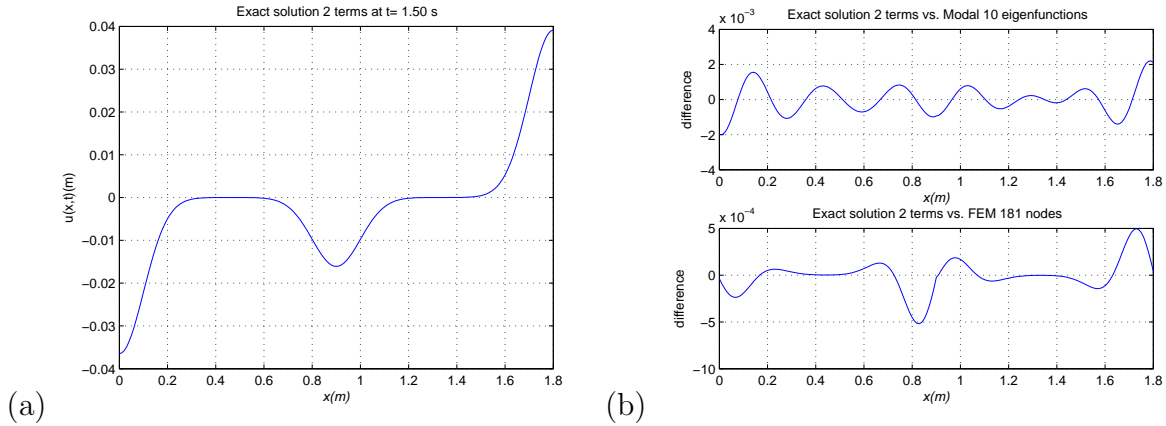 Exact solution 2 terms at t= 1.50 s
0.04
0.03
0.02
0.01
0
−0.01
−0.02
−0.03
−0.04
u(x,t)(m)
0 0.2 0.4 0.6 0.8 1 1.2 1.4 1.6 1.8
x(m)
(a)
x 10−3
Exact solution 2 terms vs. Modal 10 eigenfunctions
4
2
0
−2
−4
difference
0 0.2 0.4 0.6 0.8 1 1.2 1.4 1.6 1.8
x(m)
x 10−4
Exact solution 2 terms vs. FEM 181 nodes
5
0
−5
−10
difference
0 0.2 0.4 0.6 0.8 1 1.2 1.4 1.6 1.8
x(m)
(b)